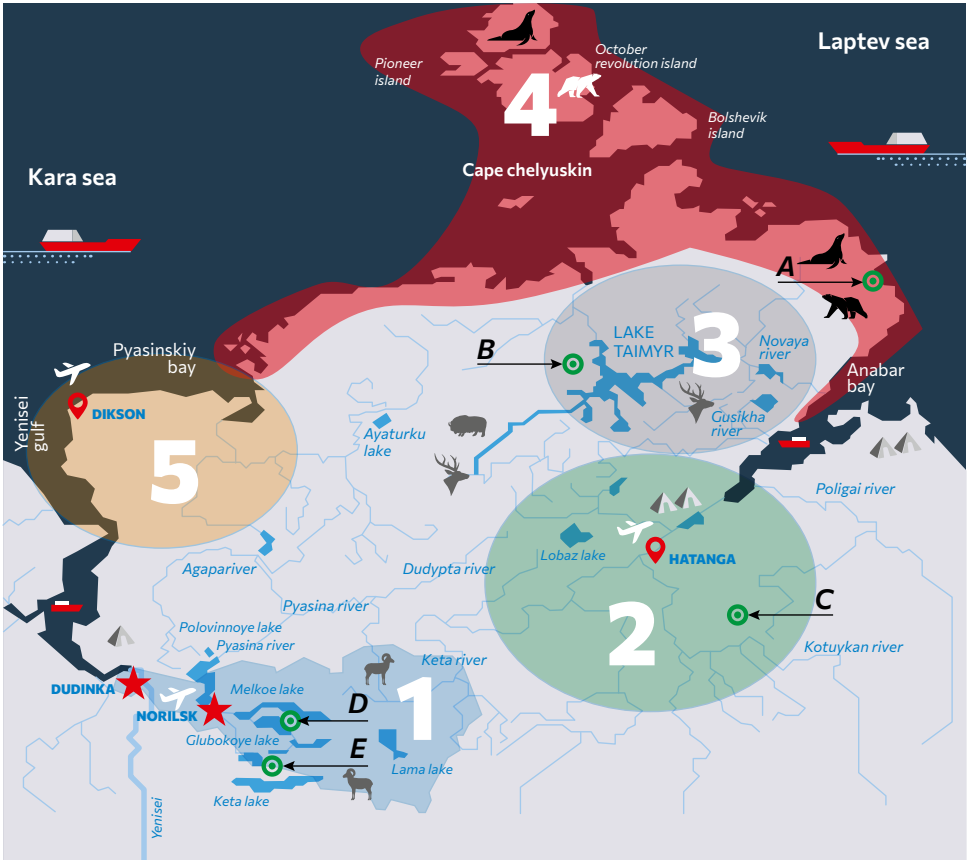 Laptev sea
October
revolution island
Pioneer
island
4
Bolshevik
island
Cape chelyuskin
Kara sea
A
LAKE
TAIMYR
3
Novaya
river
B
Pyasinskiy
bay
Anabar
bay
Yenisei
gulf
DIKSON
Gusikha
river
Ayaturku
lake
5
Poligai river
Lobaz lake
HATANGA
Agapariver
Dudypta river
Pyasina river
C
2
Polovinnoye lake
Pyasina river
Kotuykan river
Keta river
DUDINKA
Melkoe lake
1
NORILSK
D
Glubokoye lake
E
Lama lake
Keta lake
Yenisei